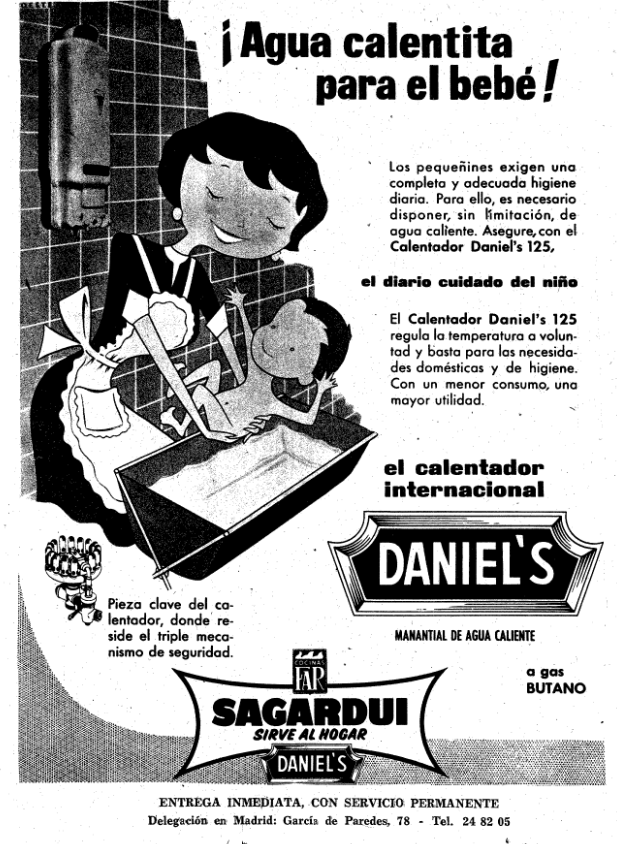 ¡Agua calentita
para el bebé!
Los pequeñines exigen una
completa y adecuada higiene
diaria. Para ello, es necesario
disponer, sin limitación, de
agua caliente. Asegure, con el
Calentador Daniel's 125,
el diario cuidado del niño
El Calentador Daniel's 125
regula la temperatura a volun-
tad y basta para las necesida-
des domésticas y de higiene.
Con un menor consumo, una
mayor utilidad.
el calentador
internacional
DANIEL'S
MANANTIAL DE AGUA CALIENTE
a gas
BUTANO
Pieza clave del ca-
lentador, donde re-
side el triple meca-
nismo de seguridad.
COCINAS
FAR
SAGARDUI
SIRVE AL HOGAR
DANIEL'S
ENTREGA INMEDIATA, CON SERVICIO PERMANENTE
Delegación en Madrid: García de Paredes, 78 - Tel. 24 82 05